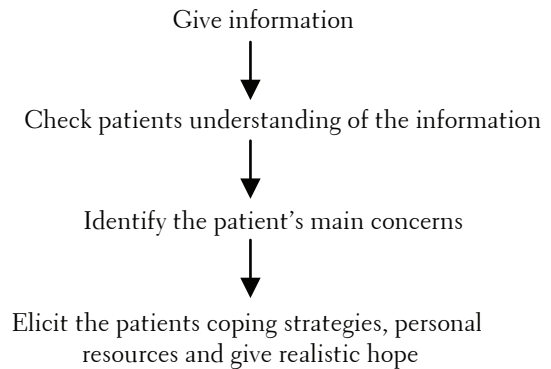 Give information
Check patients understanding of the information
Identify the patient’s main concerns
Elicit the patients coping strategies, personal
resources and give realistic hope